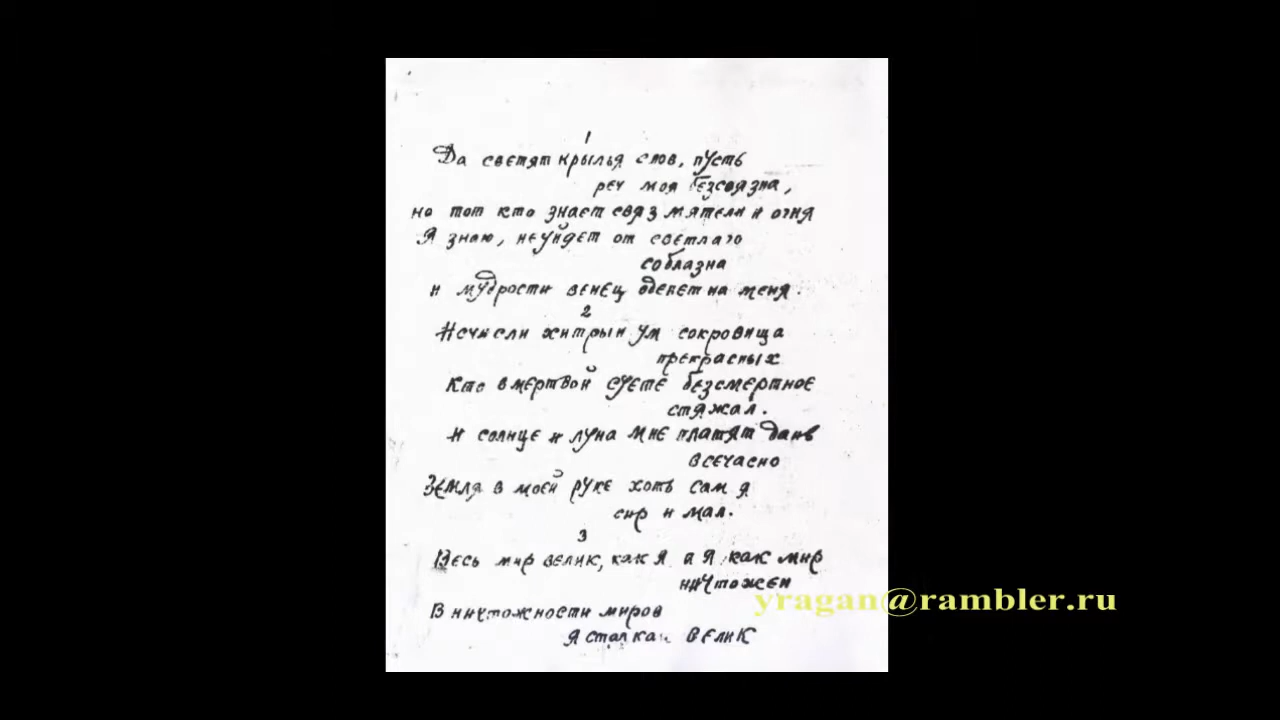 1
Да светят крылья слов, пусть
реч моя безсвязна,
но тот кто знает связ мятели и огня
Я знаю, неуйдет от светлаго
соблазна
и мудрости венец оденет на меня.
2
Исчисли хитрыи ум сокровища
прекрасных
Кто в мертвой суете безсмертное
стяжал.
И солнце и луна мне платят дань
всечасно
Земля в моей руке хоть сам я
сир и мал.
3
Весь мир велик, как я а я как мир
ничтожен
yragan@rambler.ru
В ничтожности миров
я стал как велик